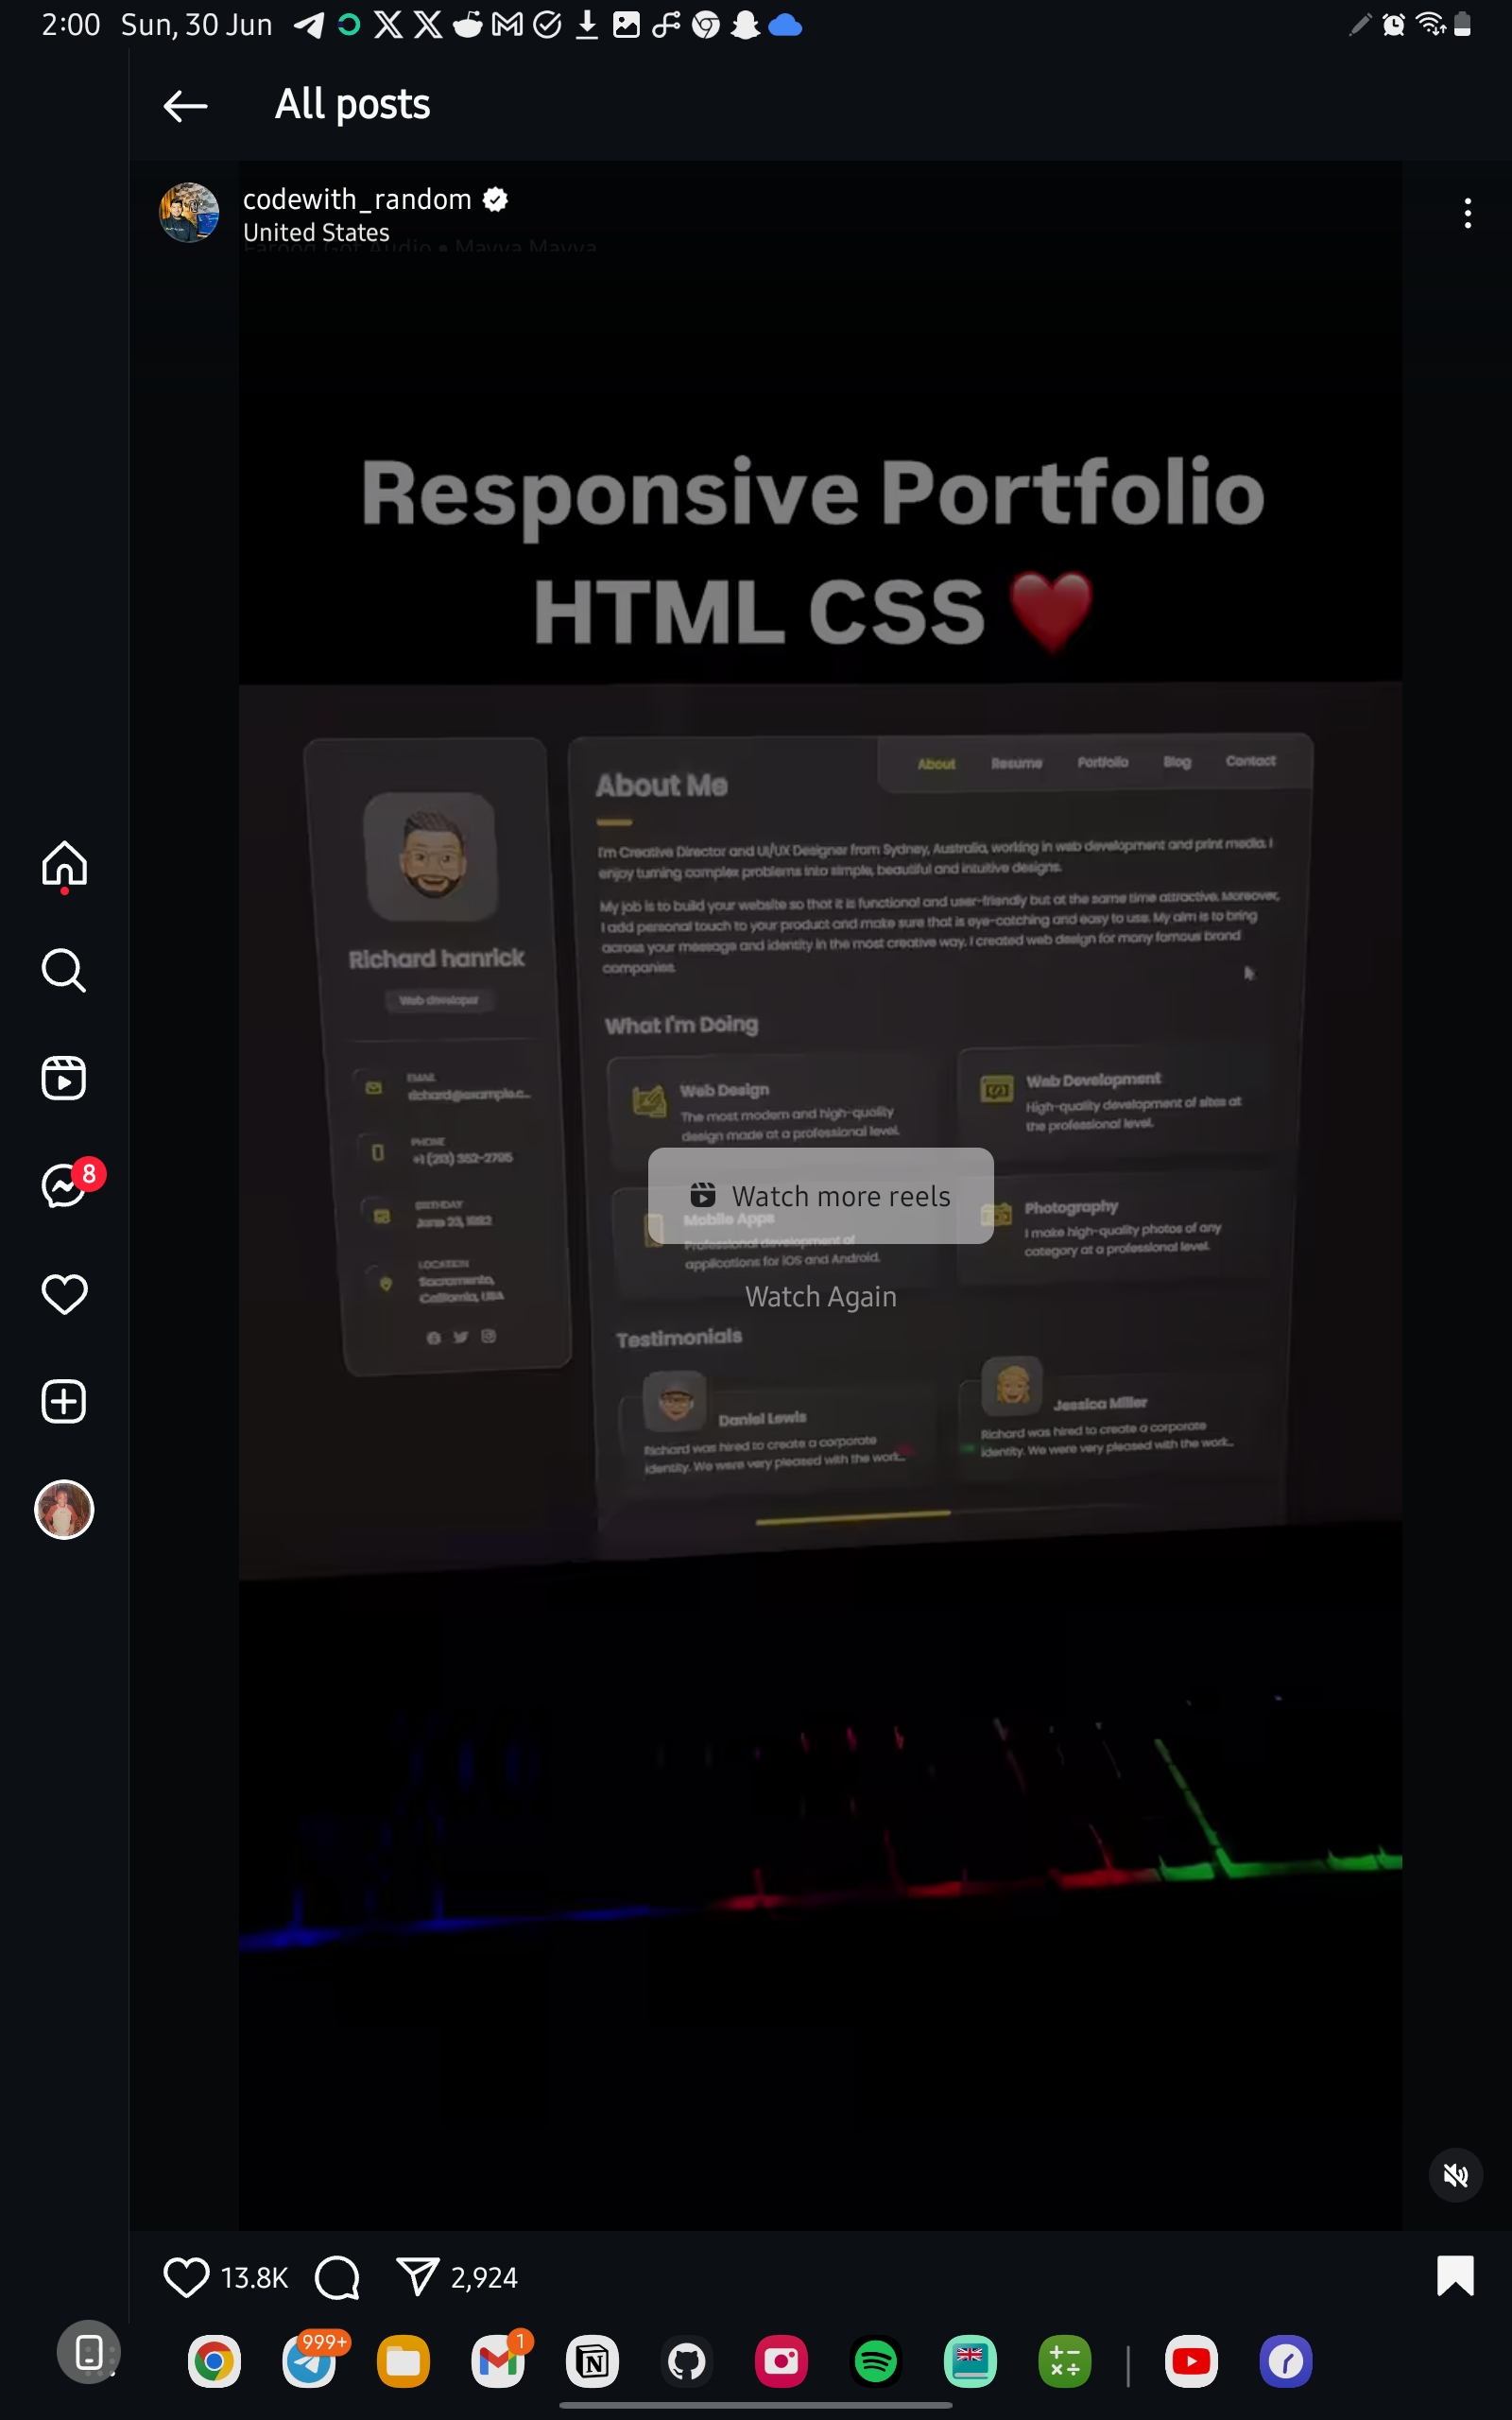 2:00 Sun, 30 Jun
All posts
codewith_random
United States
Farooq Got Audio • Mavva Mavva
Responsive Portfolio
HTML CSS ❤️
About Resume Portfolio Blog Contact
About Me
I'm Creative Director and UI/UX Designer from Sydney, Australia, working in web development and print media. I
enjoy turning complex problems into simple, beautiful and intuitive designs.
My job is to build your website so that it is functional and user-friendly but at the same time attractive. Moreover,
I add personal touch to your product and make sure that is eye-catching and easy to use. My aim is to bring
across your message and identity in the most creative way. I created web design for many famous brand
companies.
Richard hanrick
Web developer
EMAIL
richard@example.c...
PHONE
+1 (213) 352-2795
BIRTHDAY
June 23, 1982
LOCATION
Sacramento,
California, USA
What I'm Doing
Web Design
The most modern and high-quality
design made at a professional level.
Web Development
High-quality development of sites at
the professional level.
Mobile Apps
Professional development of
applications for iOS and Android.
Photography
I make high-quality photos of any
category at a professional level.
Watch more reels
Watch Again
Testimonials
Daniel Lewis
Richard was hired to create a corporate
identity. We were very pleased with the work...
Jessica Miller
Richard was hired to create a corporate
identity. We were very pleased with the work...
8
13.8K
2,924
999+
1